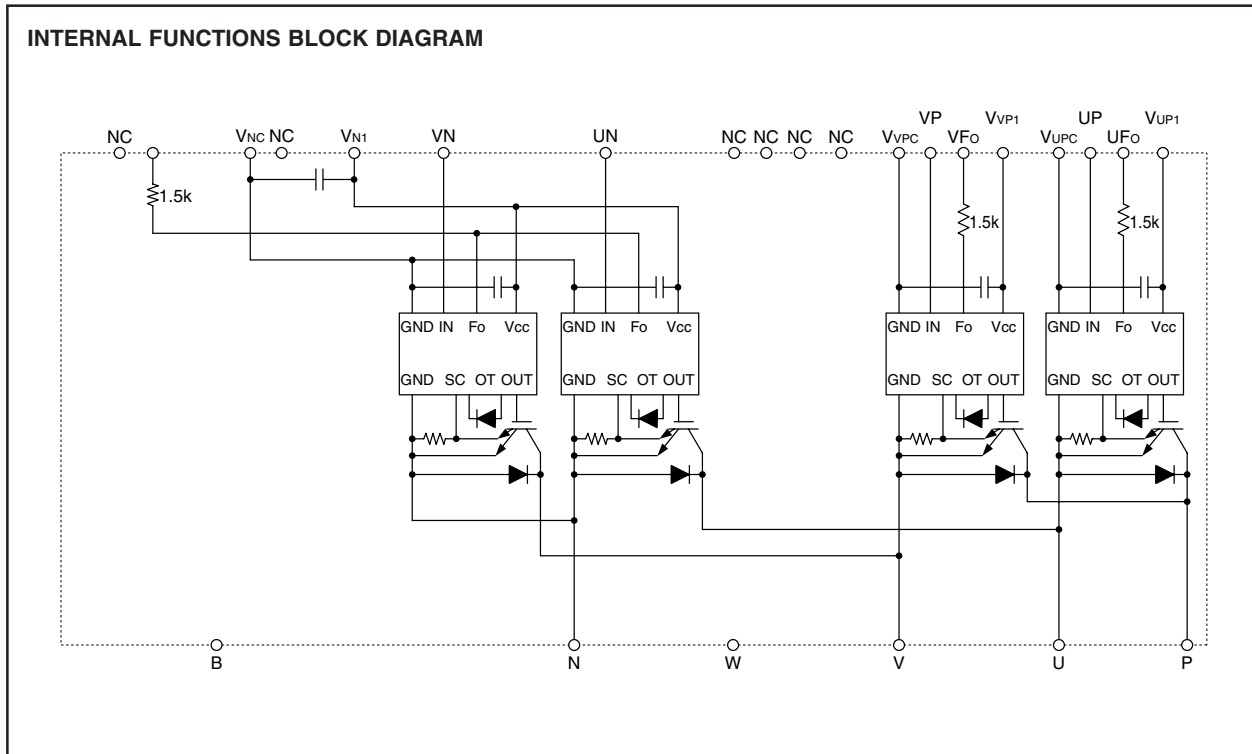 INTERNAL FUNCTIONS BLOCK DIAGRAM
NC VNC NC VN1 VN UN NC NC NC NC VVPC VP VFO VVP1 VUPC UP UFO VUP1
1.5k 1.5k 1.5k
GND IN Fo Vcc GND IN Fo Vcc GND IN Fo Vcc GND IN Fo Vcc
GND SC OT OUT GND SC OT OUT GND SC OT OUT GND SC OT OUT
B N W V U P